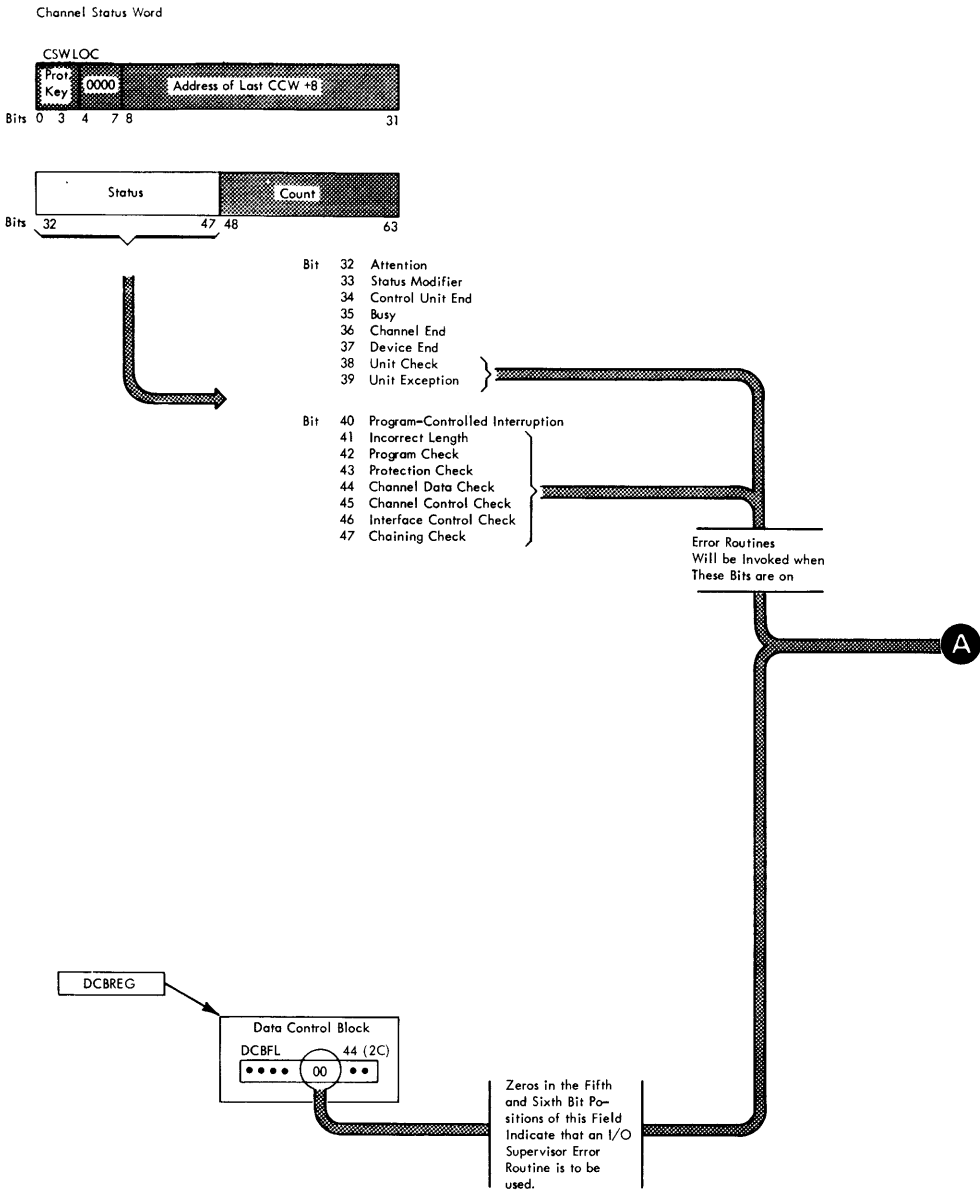 Channel Status Word
CSWLOC
Prot. Key 0000 Address of Last CCW +8
Bits 0 3 4 7 8 31
Status Count
Bits 32 47 48 63
Bit 32 Attention
33 Status Modifier
34 Control Unit End
35 Busy
36 Channel End
37 Device End
38 Unit Check
39 Unit Exception
Bit 40 Program-Controlled Interruption
41 Incorrect Length
42 Program Check
43 Protection Check
44 Channel Data Check
45 Channel Control Check
46 Interface Control Check
47 Chaining Check
Error Routines
Will be Invoked when
These Bits are on
A
DCBREG
Data Control Block
DCBFL 44 (2C)
•••• 00 ••
Zeros in the Fifth
and Sixth Bit Po-
sitions of this Field
Indicate that an I/O
Supervisor Error
Routine is to be
used.